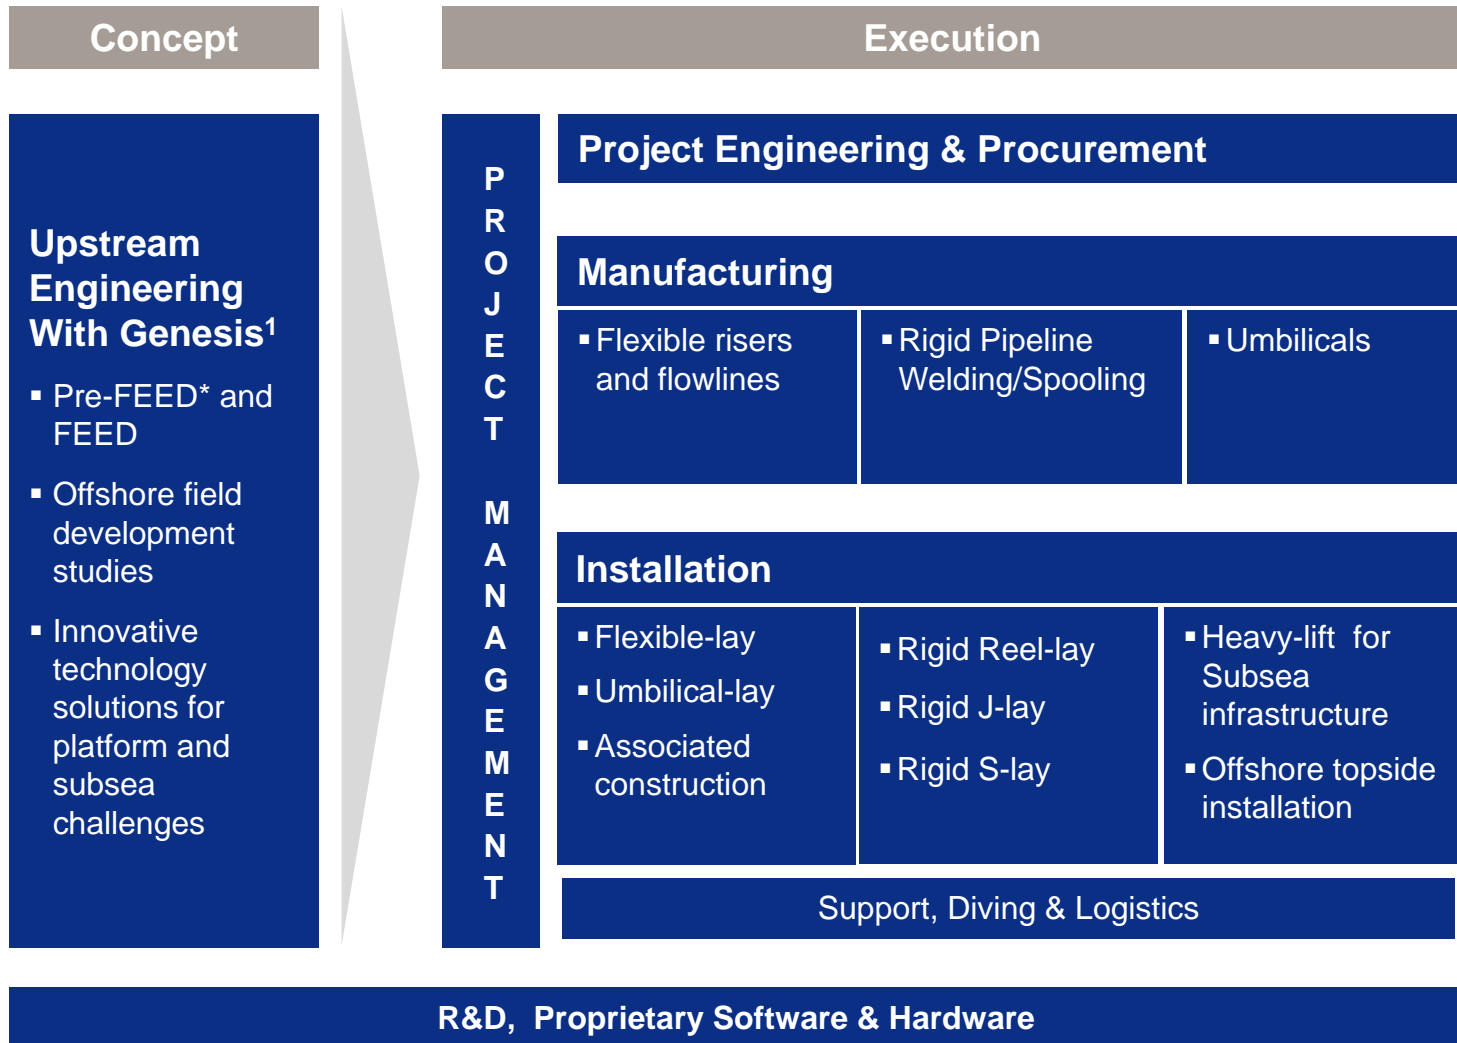 Concept
Execution
Upstream
Engineering
With Genesis¹
▪ Pre-FEED* and
FEED
▪ Offshore field
development
studies
▪ Innovative
technology
solutions for
platform and
subsea
challenges
PROJECT MANAGEMENT
Project Engineering & Procurement
Manufacturing
▪ Flexible risers
and flowlines
▪ Rigid Pipeline
Welding/Spooling
▪ Umbilicals
Installation
▪ Flexible-lay
▪ Umbilical-lay
▪ Associated
construction
▪ Rigid Reel-lay
▪ Rigid J-lay
▪ Rigid S-lay
▪ Heavy-lift for
Subsea
infrastructure
▪ Offshore topside
installation
Support, Diving & Logistics
R&D, Proprietary Software & Hardware